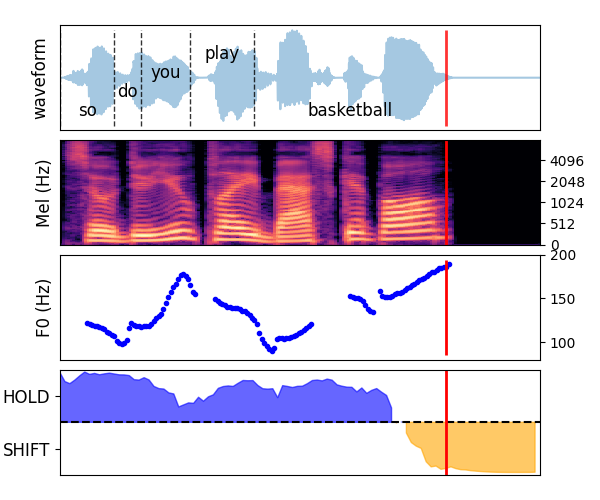 waveform
so do you play basketball
Mel (Hz)
4096
2048
1024
512
0
F0 (Hz)
200
150
100
HOLD
SHIFT